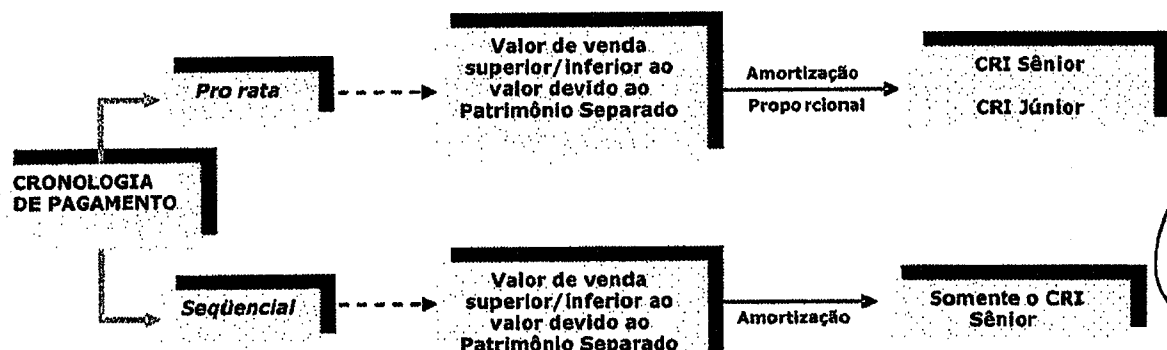 Pro rata
Valor de venda
superior/inferior ao
valor devido ao
Patrimônio Separado
Amortização
Proporcional
CRI Sênior
CRI Júnior
CRONOLOGIA
DE PAGAMENTO
Seqüencial
Valor de venda
superior/inferior ao
valor devido ao
Patrimônio Separado
Amortização
Somente o CRI
Sênior